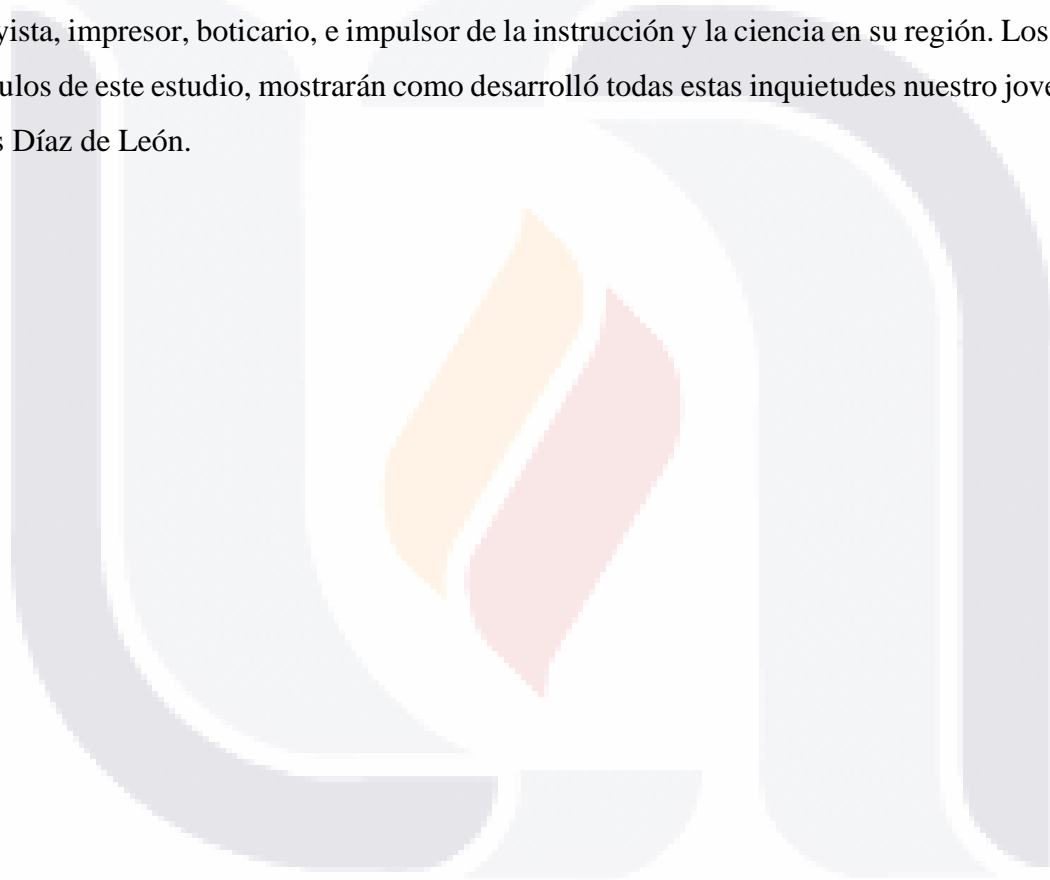 yista, impresor, boticario, e impulsor de la instrucción y la ciencia en su región. Los
ulos de este estudio, mostrarán como desarrolló todas estas inquietudes nuestro jove
s Díaz de León.